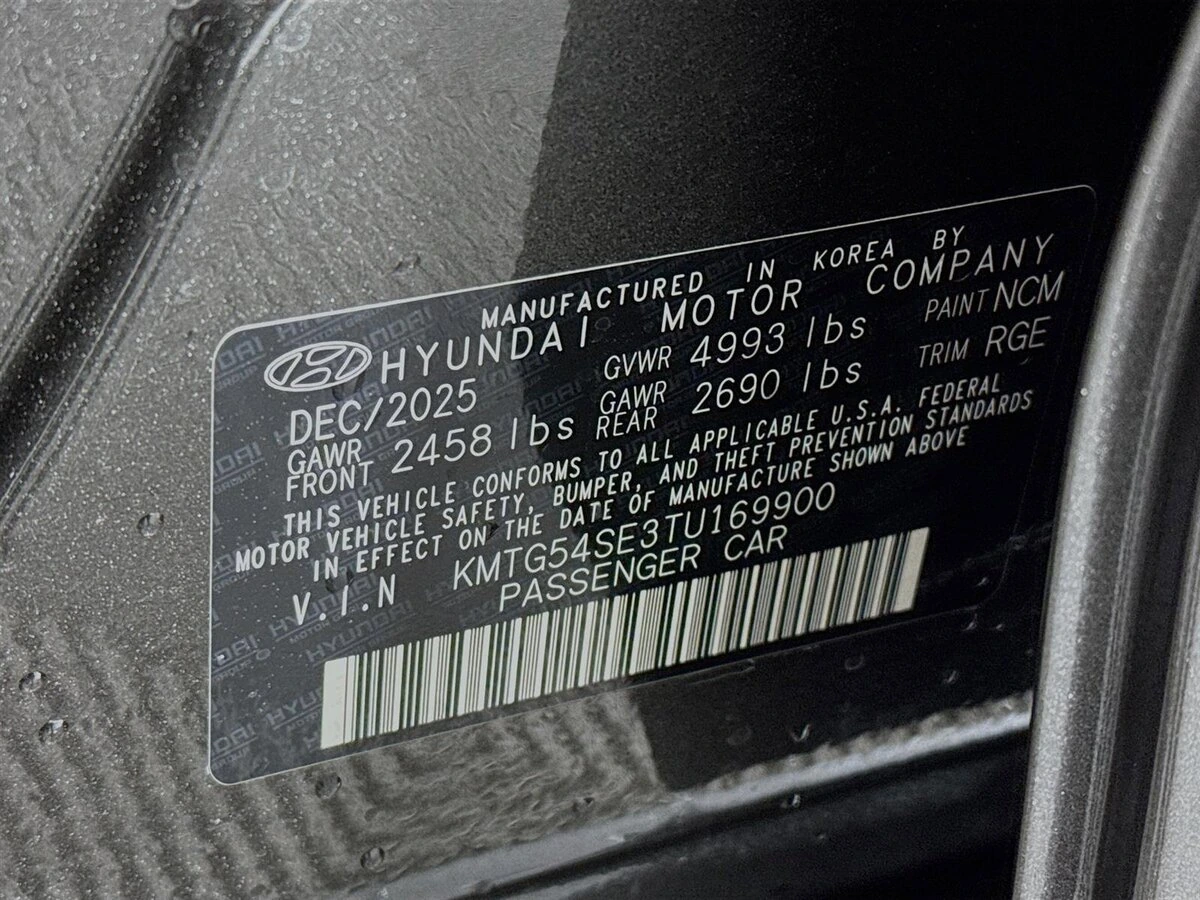 MANUFACTURED IN KOREA BY
HYUNDAI MOTOR COMPANY
DEC/2025 GVWR 4993 lbs PAINT NCM
GAWR FRONT 2458 lbs GAWR REAR 2690 lbs TRIM RGE
THIS VEHICLE CONFORMS TO ALL APPLICABLE U.S.A. FEDERAL
MOTOR VEHICLE SAFETY, BUMPER, AND THEFT PREVENTION STANDARDS
IN EFFECT ON THE DATE OF MANUFACTURE SHOWN ABOVE
V.I.N KMTG54SE3TU169900
PASSENGER CAR